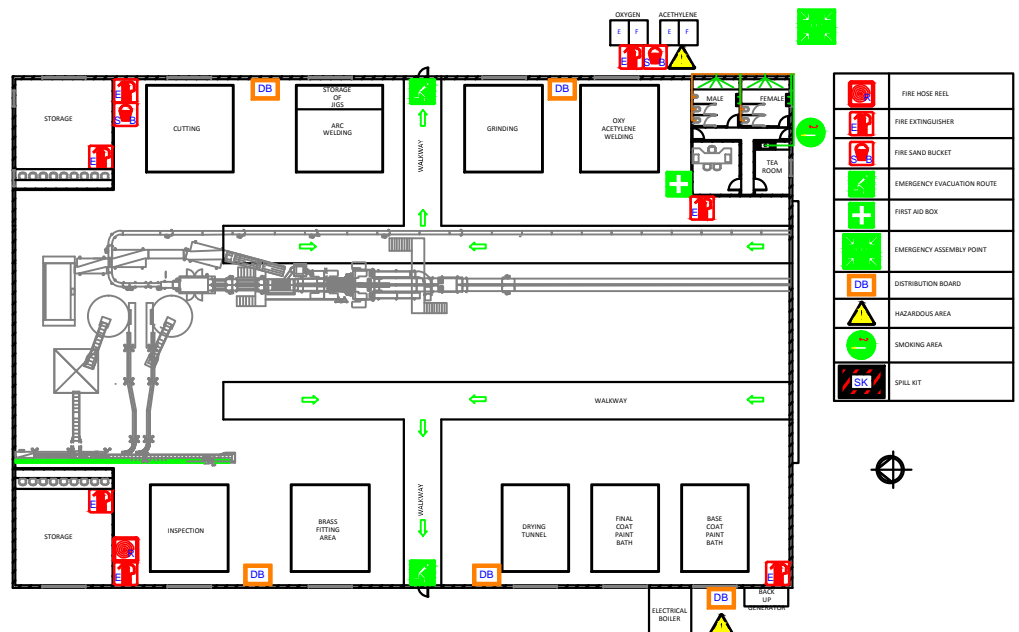 OXYGEN
ACETYLENE
E F
E F
E
S B
DB
DB
E
S B
STORAGE
E
CUTTING
STORAGE
OF
JIGS
ARC
WELDING
WALKWAY
GRINDING
OXY
ACETYLENE
WELDING
MALE
FEMALE
TEA
ROOM
E
WALKWAY
E
STORAGE
R
E
INSPECTION
DB
BRASS
FITTING
AREA
WALKWAY
DB
DRYING
TUNNEL
FINAL
COAT
PAINT
BATH
BASE
COAT
PAINT
BATH
E
ELECTRICAL
BOILER
DB
BACK
UP
GENERATOR
R
FIRE HOSE REEL
E
FIRE EXTINGUISHER
S B
FIRE SAND BUCKET
EMERGENCY EVACUATION ROUTE
FIRST AID BOX
EMERGENCY ASSEMBLY POINT
DB
DISTRIBUTION BOARD
HAZARDOUS AREA
SMOKING AREA
SK
SPILL KIT